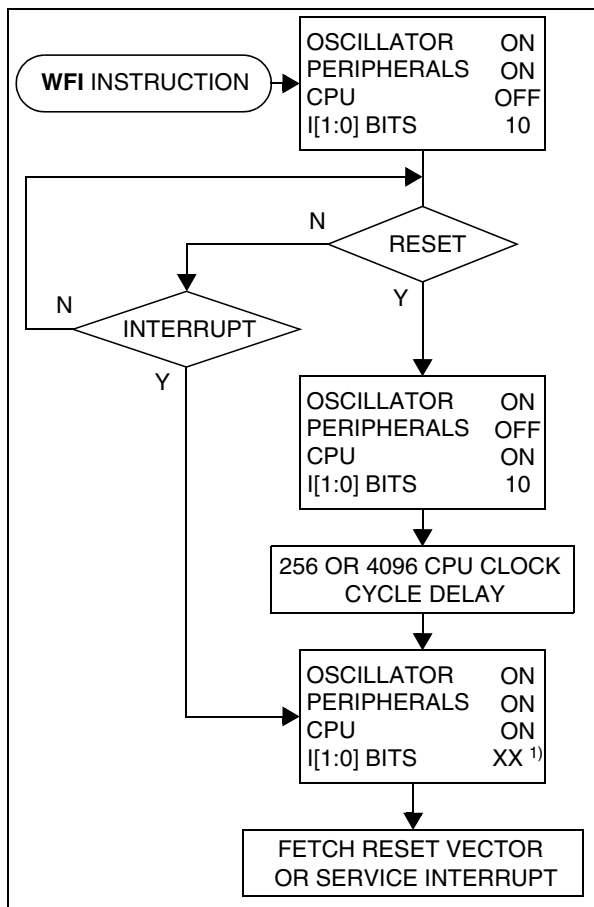 WFI INSTRUCTION
OSCILLATOR ON
PERIPHERALS ON
CPU OFF
I[1:0] BITS 10
N
RESET
N
INTERRUPT
Y
Y
OSCILLATOR ON
PERIPHERALS OFF
CPU ON
I[1:0] BITS 10
256 OR 4096 CPU CLOCK
CYCLE DELAY
OSCILLATOR ON
PERIPHERALS ON
CPU ON
I[1:0] BITS XX 1)
FETCH RESET VECTOR
OR SERVICE INTERRUPT